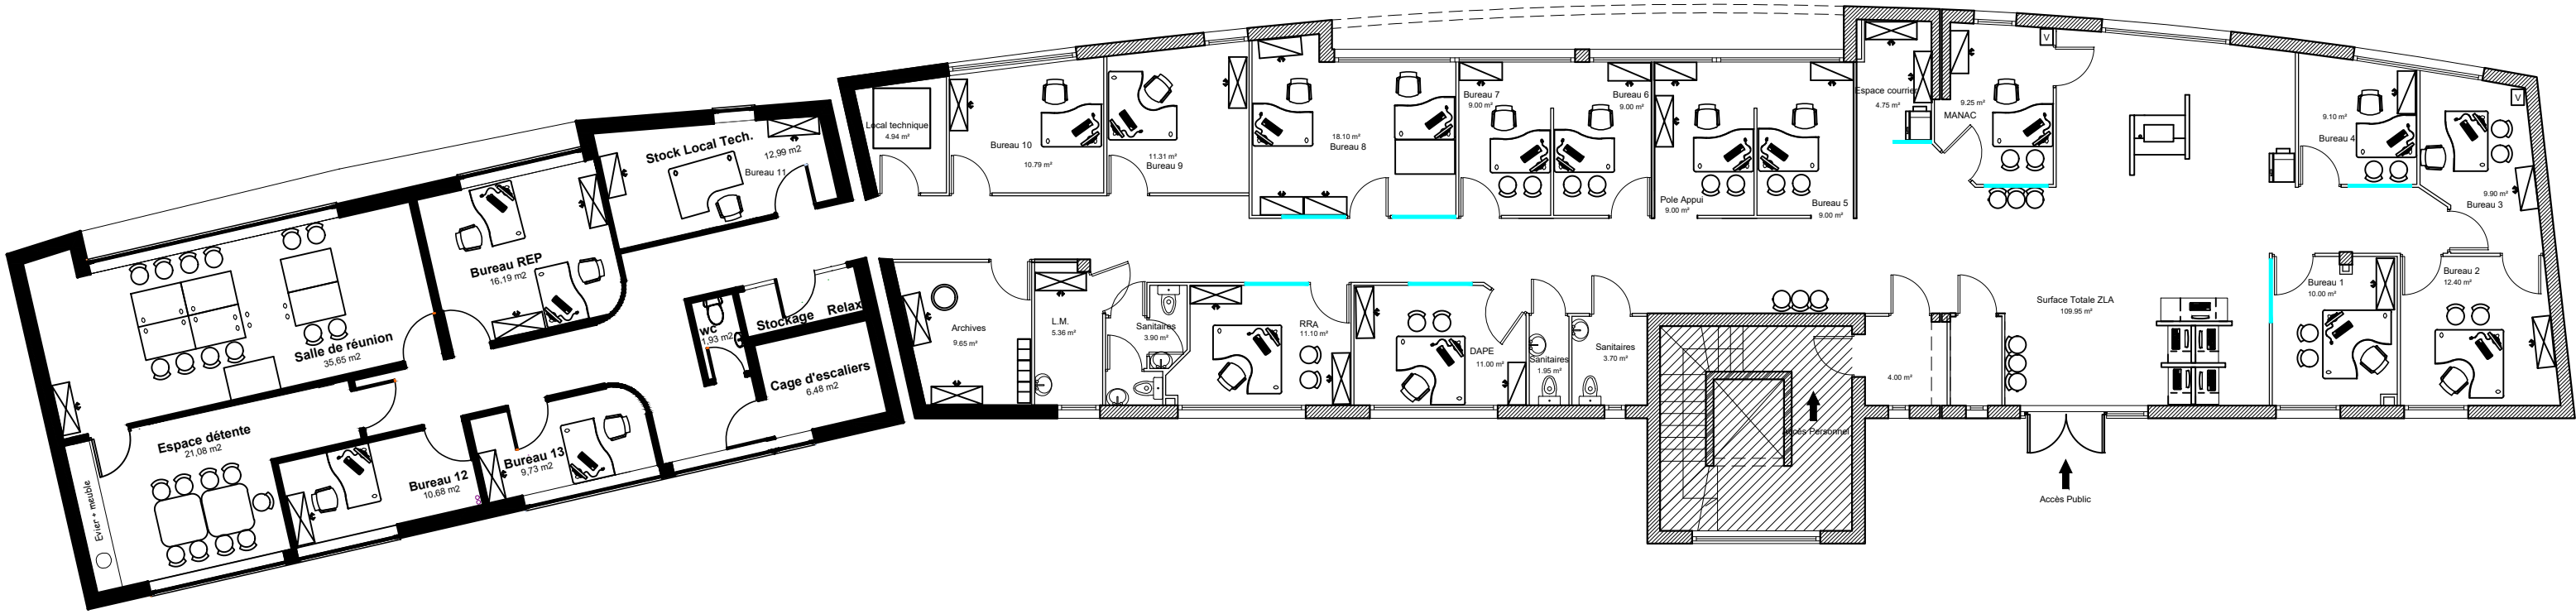 Local technique
4.94 m²
Bureau 10
10.79 m²
11.31 m²
Bureau 9
18.10 m²
Bureau 8
Bureau 7
9.00 m²
Bureau 6
9.00 m²
Pole Appui
9.00 m²
Bureau 5
9.00 m²
Espace courrier
4.75 m²
V
9.25 m²
MANAC
9.10 m²
Bureau 4
V
9.90 m²
Bureau 3
Stock Local Tech.
12,99 m2
Bureau 11
Bureau REP
16,19 m2
Salle de réunion
35,65 m2
wc
1,93 m2
Stockage Relax
Cage d'escaliers
6,48 m2
Espace détente
21,08 m2
Evier + meuble
Bureau 12
10,68 m2
Bureau 13
9,73 m2
Archives
9.65 m²
L.M.
5.36 m²
Sanitaires
3.90 m²
RRA
11.10 m²
DAPE
11.00 m²
Sanitaires
1.95 m²
Sanitaires
3.70 m²
Accès Personnel
4.00 m²
Surface Totale ZLA
109.95 m²
Bureau 1
10.00 m²
Bureau 2
12.40 m²
Accès Public